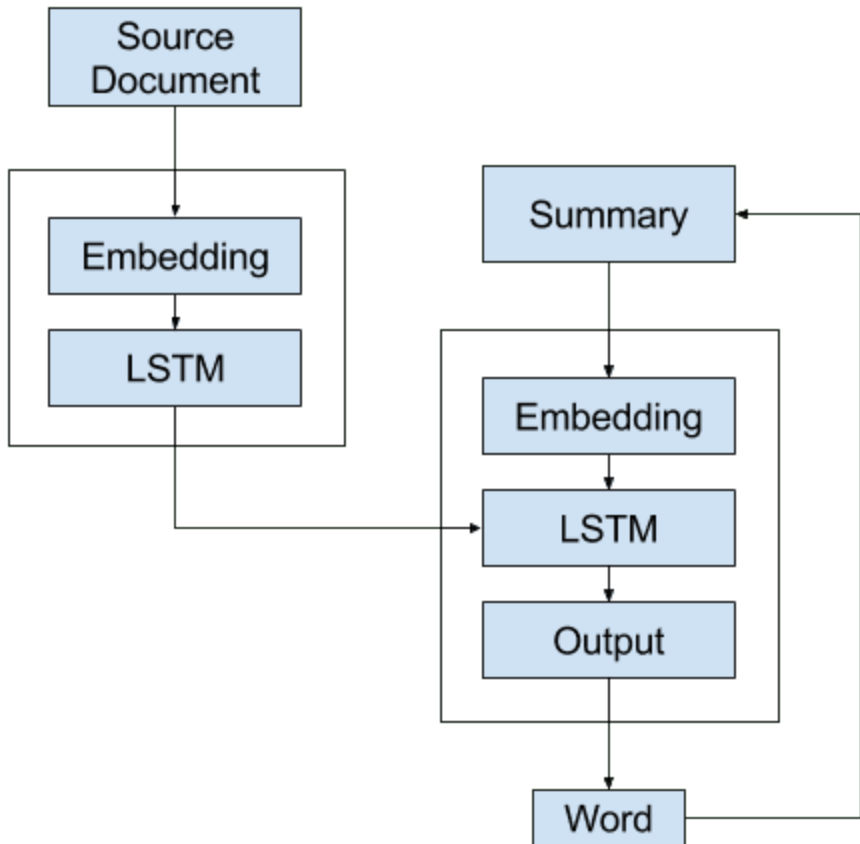 Source
Document
Embedding
LSTM
Summary
Embedding
LSTM
Output
Word